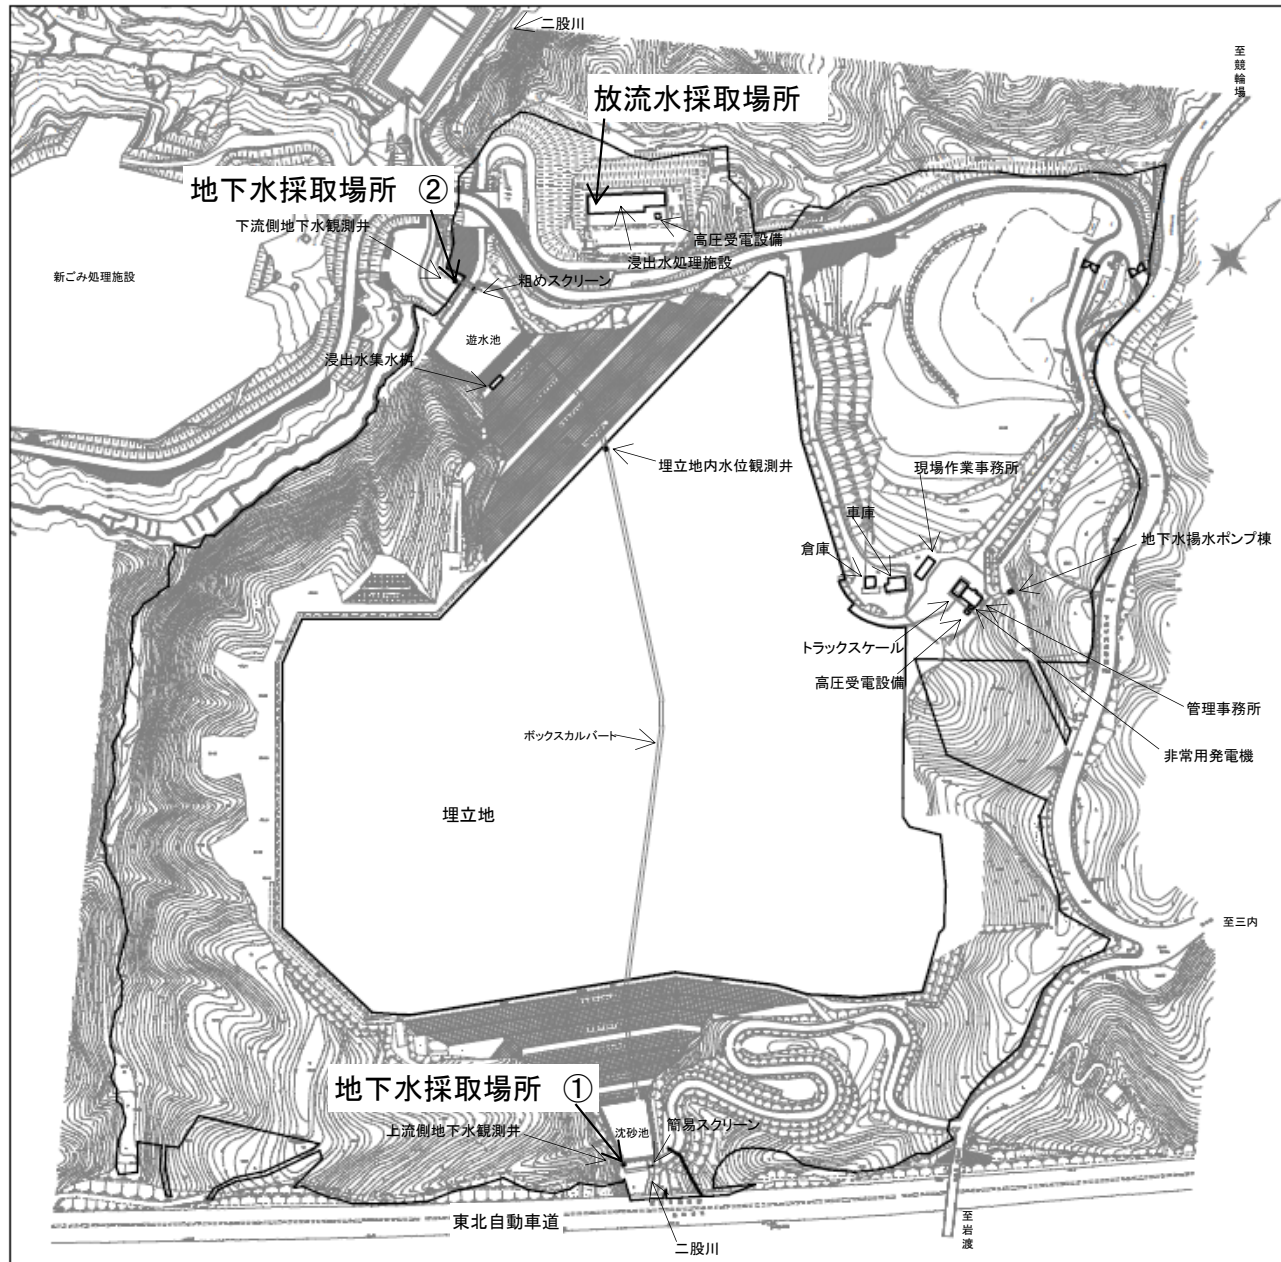 二股川
至競輪場
放流水採取場所
地下水採取場所 ②
下流側地下水観測井
高圧受電設備
浸出水処理施設
新ごみ処理施設
粗めスクリーン
遊水池
浸出水集水桝
埋立地内水位観測井
現場作業事務所
車庫
倉庫
地下水揚水ポンプ棟
トラックスケール
高圧受電設備
管理事務所
非常用発電機
ボックスカルバート
埋立地
至三内
地下水採取場所 ①
上流側地下水観測井
沈砂池
簡易スクリーン
東北自動車道
二股川
至岩渡